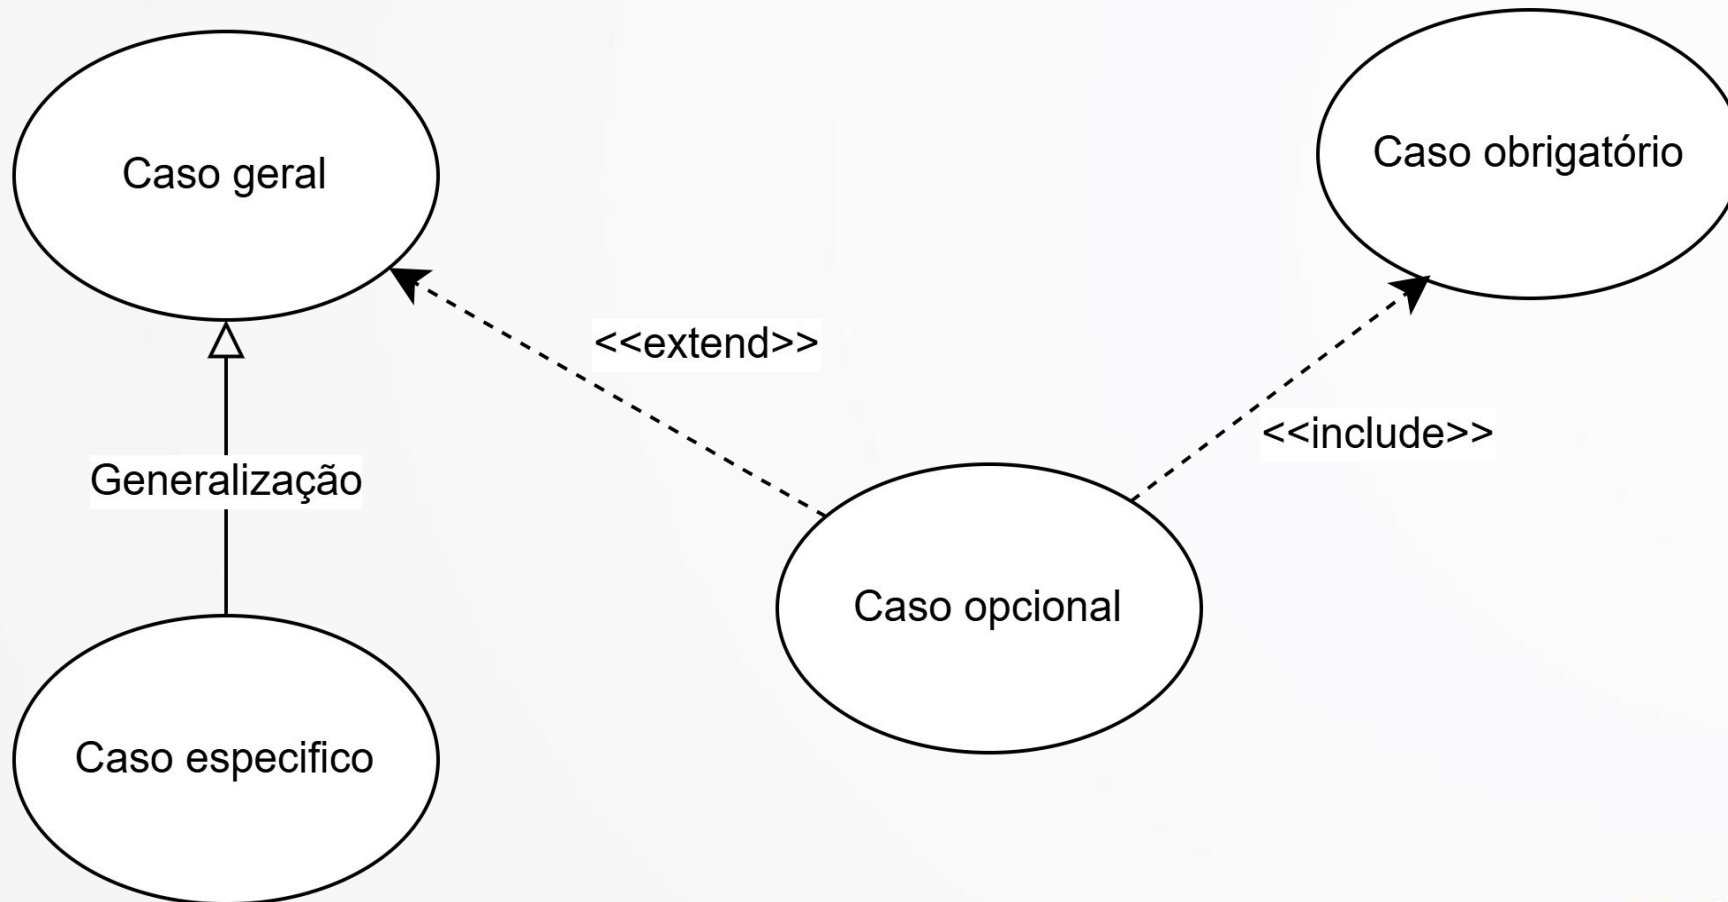 Caso geral
Caso obrigatório
<<extend>>
<<include>>
Generalização
Caso opcional
Caso especifico